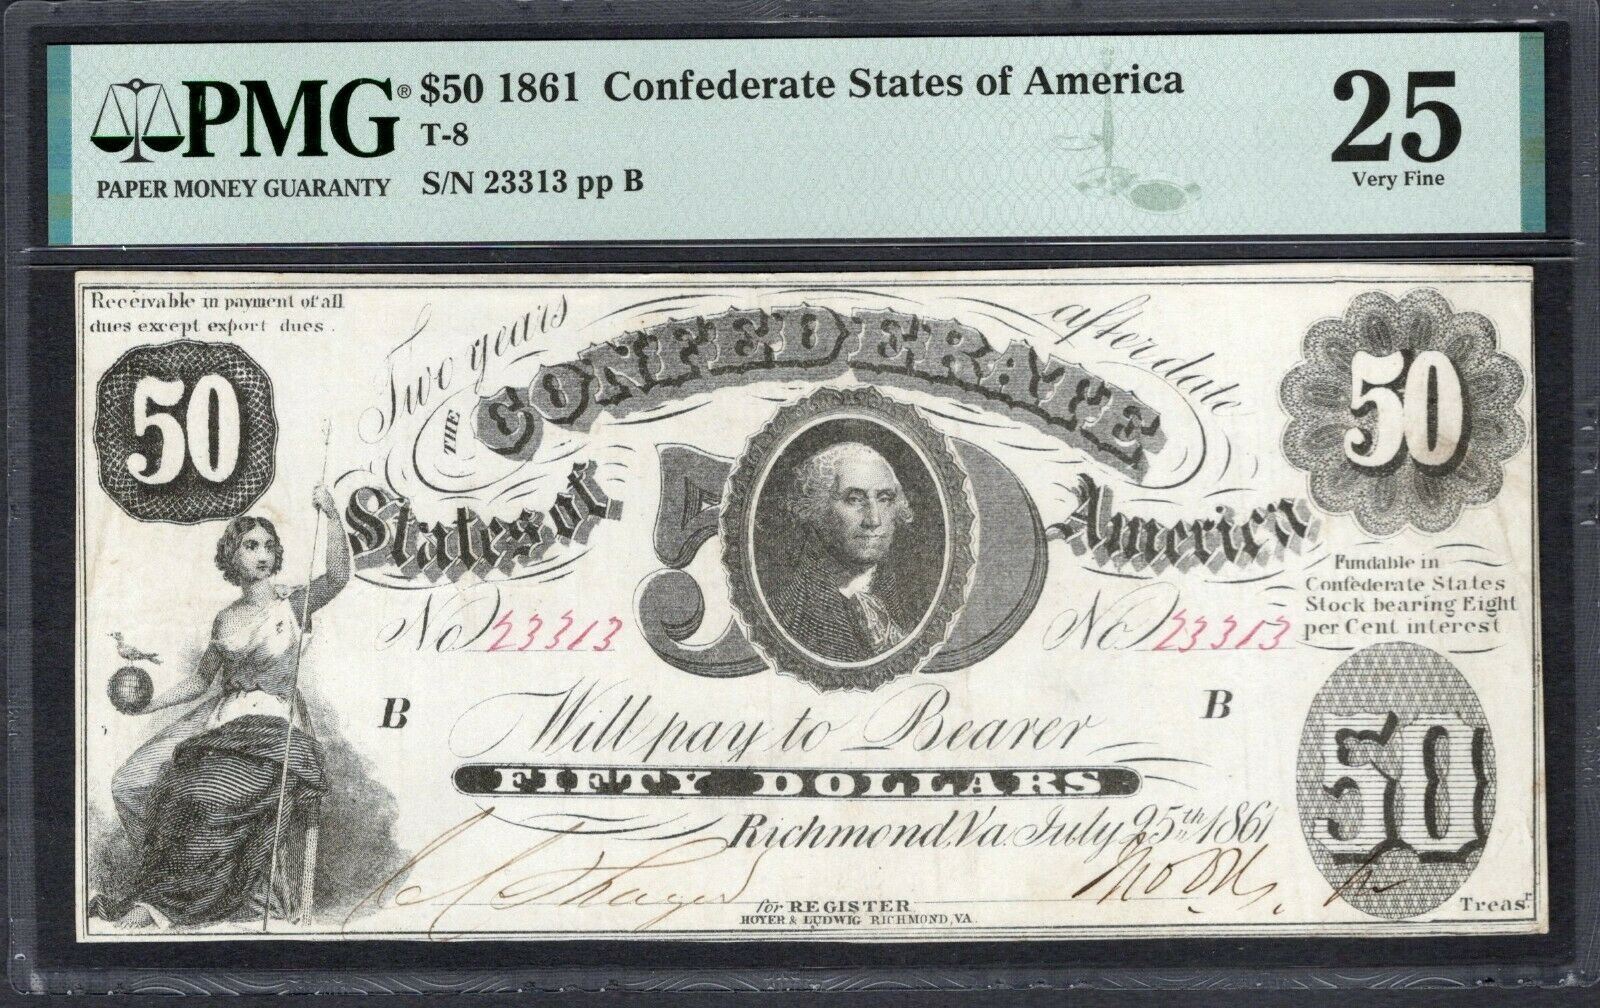 PMG® $50 1861 Confederate States of America 25
T-8
PAPER MONEY GUARANTY S/N 23313 pp B Very Fine
Receivable in payment of all
dues except export dues.
Two years after date
THE CONFEDERATE
States of America
50 50
50
Fundable in
Confederate States
Stock bearing Eight
per Cent interest
No 23313 No 23313
B B
Will pay to Bearer
FIFTY DOLLARS
50
Richmond, Va. July 25th 1861
for REGISTER Treasr
HOYER & LUDWIG RICHMOND, VA.